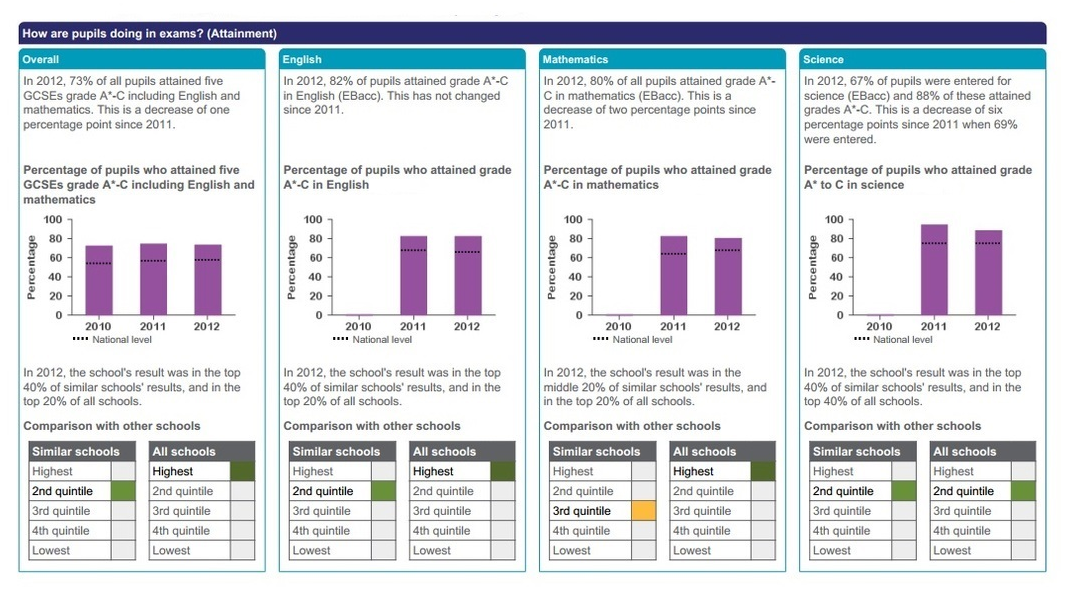 How are pupils doing in exams? (Attainment)
Overall
In 2012, 73% of all pupils attained five
GCSEs grade A*-C including English and
mathematics. This is a decrease of one
percentage point since 2011.
Percentage of pupils who attained five
GCSEs grade A*-C including English and
mathematics
100
80
60
40
20
0
Percentage
2010 2011 2012
National level
In 2012, the school's result was in the top
40% of similar schools' results, and in the
top 20% of all schools.
Comparison with other schools
Similar schools
Highest
2nd quintile
3rd quintile
4th quintile
Lowest
All schools
Highest
2nd quintile
3rd quintile
4th quintile
Lowest
English
In 2012, 82% of pupils attained grade A*-C
in English (EBacc). This has not changed
since 2011.
Percentage of pupils who attained grade
A*-C in English
100
80
60
40
20
0
Percentage
2010 2011 2012
National level
In 2012, the school's result was in the top
40% of similar schools' results, and in the
top 20% of all schools.
Comparison with other schools
Similar schools
Highest
2nd quintile
3rd quintile
4th quintile
Lowest
All schools
Highest
2nd quintile
3rd quintile
4th quintile
Lowest
Mathematics
In 2012, 80% of all pupils attained grade A*-
C in mathematics (EBacc). This is a
decrease of two percentage points since
2011.
Percentage of pupils who attained grade
A*-C in mathematics
100
80
60
40
20
0
Percentage
2010 2011 2012
National level
In 2012, the school's result was in the
middle 20% of similar schools' results, and
in the top 20% of all schools.
Comparison with other schools
Similar schools
Highest
2nd quintile
3rd quintile
4th quintile
Lowest
All schools
Highest
2nd quintile
3rd quintile
4th quintile
Lowest
Science
In 2012, 67% of pupils were entered for
science (EBacc) and 88% of these attained
grades A*-C. This is a decrease of six
percentage points since 2011 when 69%
were entered.
Percentage of pupils who attained grade
A* to C in science
100
80
60
40
20
0
Percentage
2010 2011 2012
National level
In 2012, the school's result was in the top
40% of similar schools' results, and in the
top 40% of all schools.
Comparison with other schools
Similar schools
Highest
2nd quintile
3rd quintile
4th quintile
Lowest
All schools
Highest
2nd quintile
3rd quintile
4th quintile
Lowest